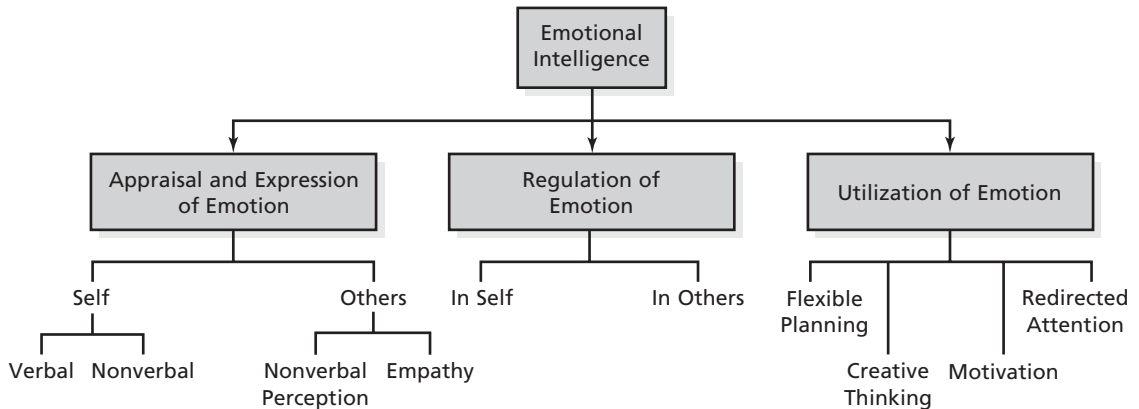 Emotional
Intelligence
Appraisal and Expression
of Emotion
Regulation of
Emotion
Utilization of Emotion
Self
Others
In Self
In Others
Flexible
Planning
Redirected
Attention
Verbal
Nonverbal
Nonverbal
Perception
Empathy
Creative
Thinking
Motivation